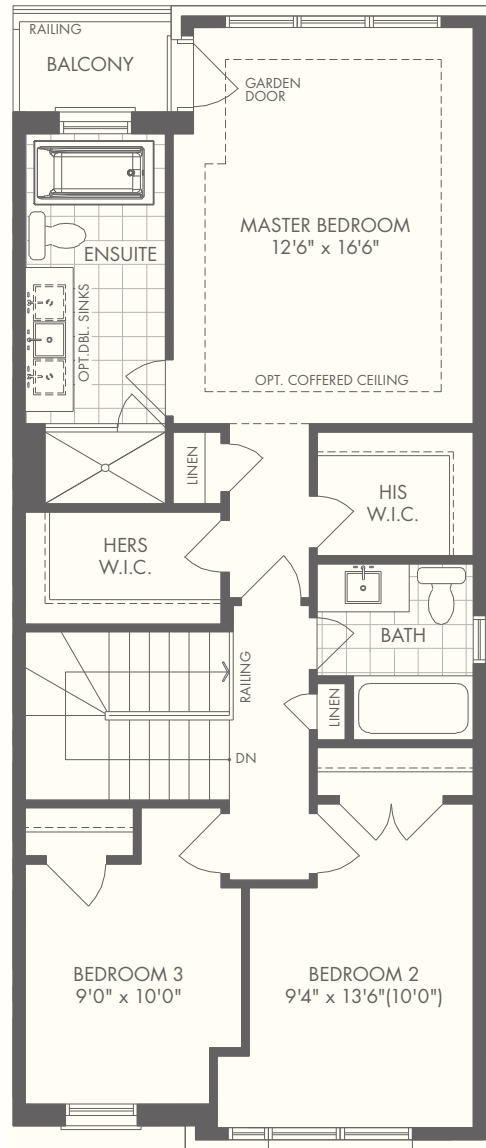 RAILING
BALCONY
GARDEN
DOOR
MASTER BEDROOM
12'6" x 16'6"
ENSUITE
OPT.DBL. SINKS
OPT. COFFERED CEILING
LINEN
HIS
W.I.C.
HERS
W.I.C.
BATH
RAILING
LINEN
DN
BEDROOM 3
9'0" x 10'0"
BEDROOM 2
9'4" x 13'6"(10'0")